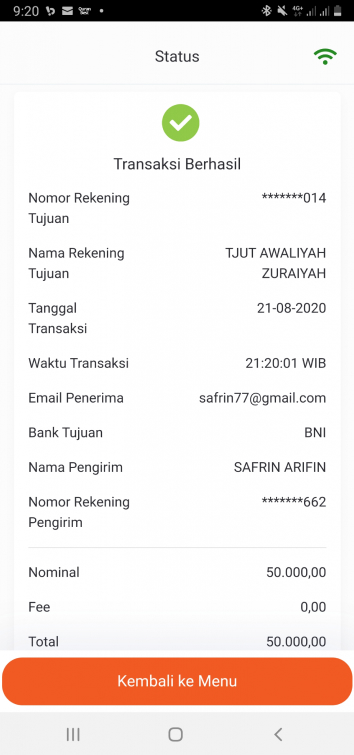 9:20
4G+
Status
Transaksi Berhasil
Nomor Rekening Tujuan *******014
Nama Rekening Tujuan TJUT AWALIYAH ZURAIYAH
Tanggal Transaksi 21-08-2020
Waktu Transaksi 21:20:01 WIB
Email Penerima safrin77@gmail.com
Bank Tujuan BNI
Nama Pengirim SAFRIN ARIFIN
Nomor Rekening Pengirim *******662
Nominal 50.000,00
Fee 0,00
Total 50.000,00
Kembali ke Menu